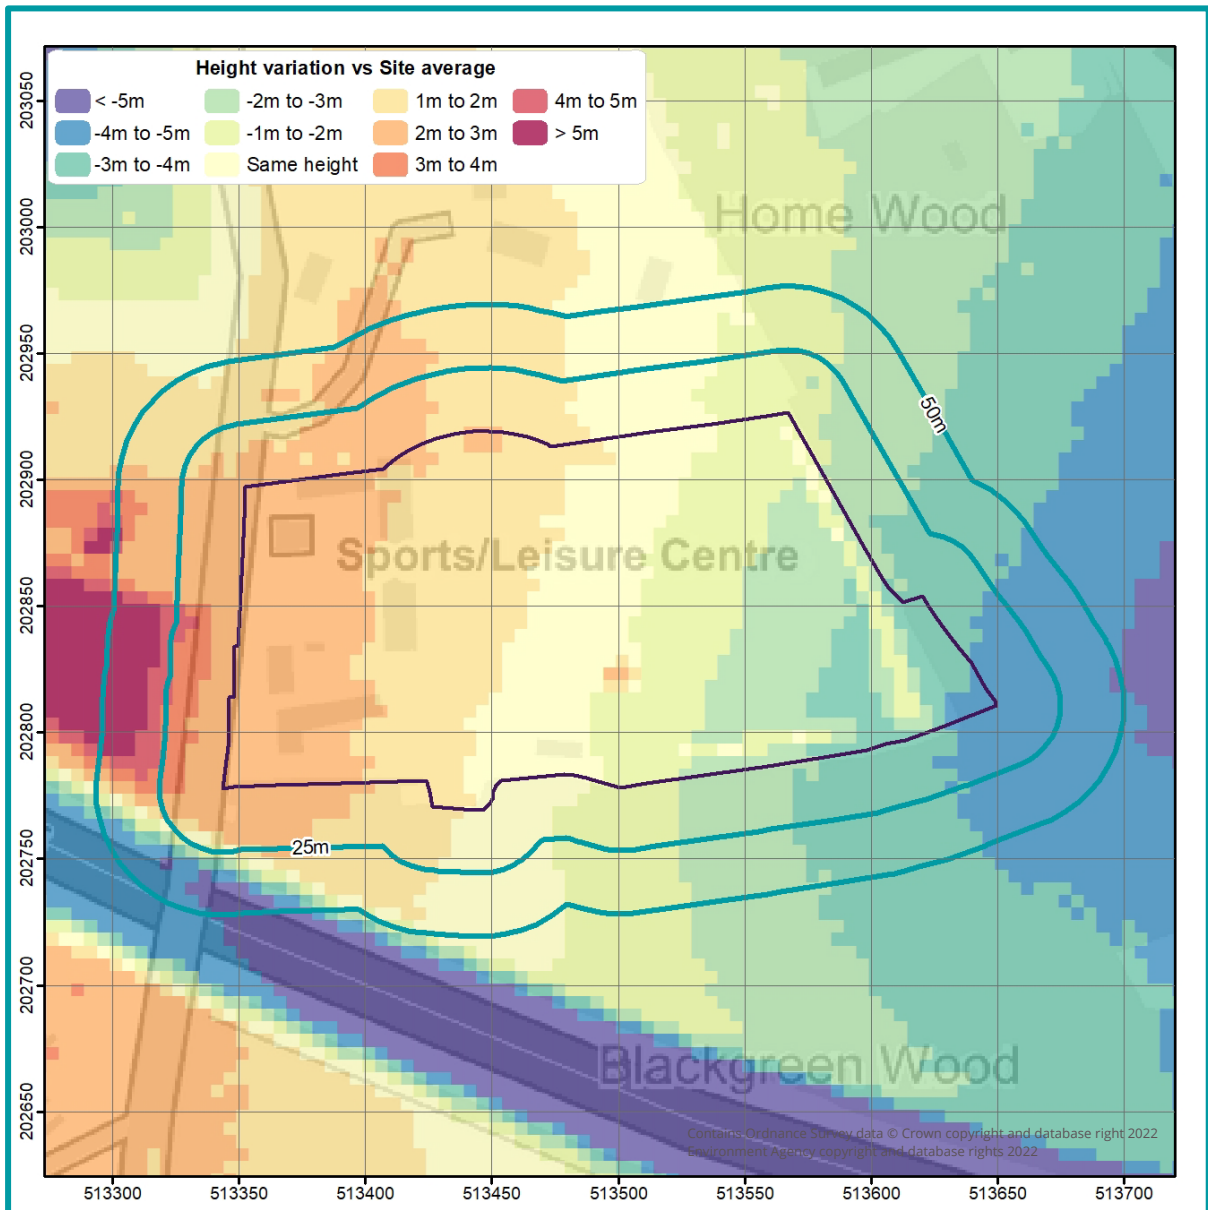 Height variation vs Site average
< -5m
-2m to -3m
1m to 2m
4m to 5m
-4m to -5m
-1m to -2m
2m to 3m
> 5m
-3m to -4m
Same height
3m to 4m
Home Wood
50m
Sports/Leisure Centre
25m
Blackgreen Wood
Contains Ordnance Survey data © Crown copyright and database right 2022
Environment Agency copyright and database rights 2022
203050
203000
202950
202900
202850
202800
202750
202700
202650
513300
513350
513400
513450
513500
513550
513600
513650
513700